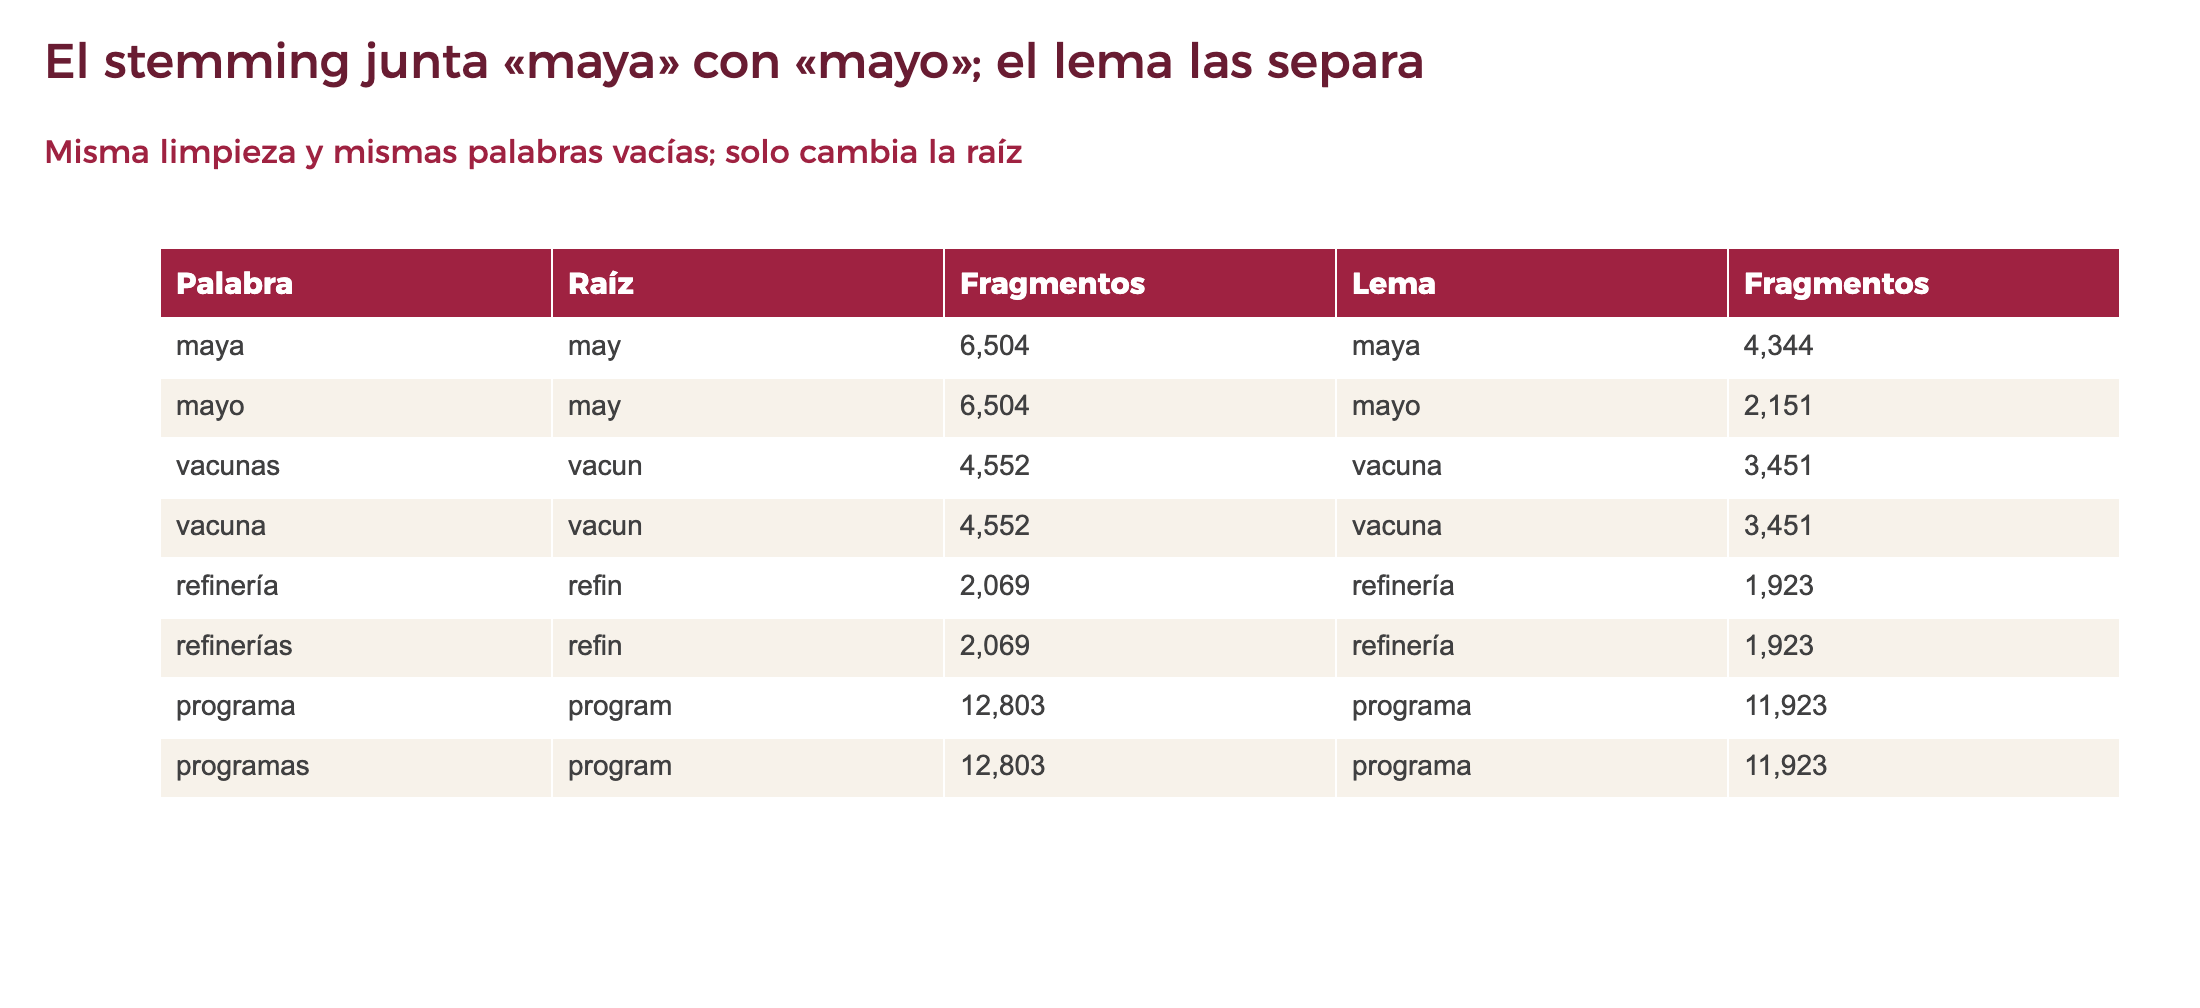 El stemming junta «maya» con «mayo»; el lema las separa
Misma limpieza y mismas palabras vacías; solo cambia la raíz
Palabra Raíz Fragmentos Lema Fragmentos
maya may 6,504 maya 4,344
mayo may 6,504 mayo 2,151
vacunas vacun 4,552 vacuna 3,451
vacuna vacun 4,552 vacuna 3,451
refinería refin 2,069 refinería 1,923
refinerías refin 2,069 refinería 1,923
programa program 12,803 programa 11,923
programas program 12,803 programa 11,923